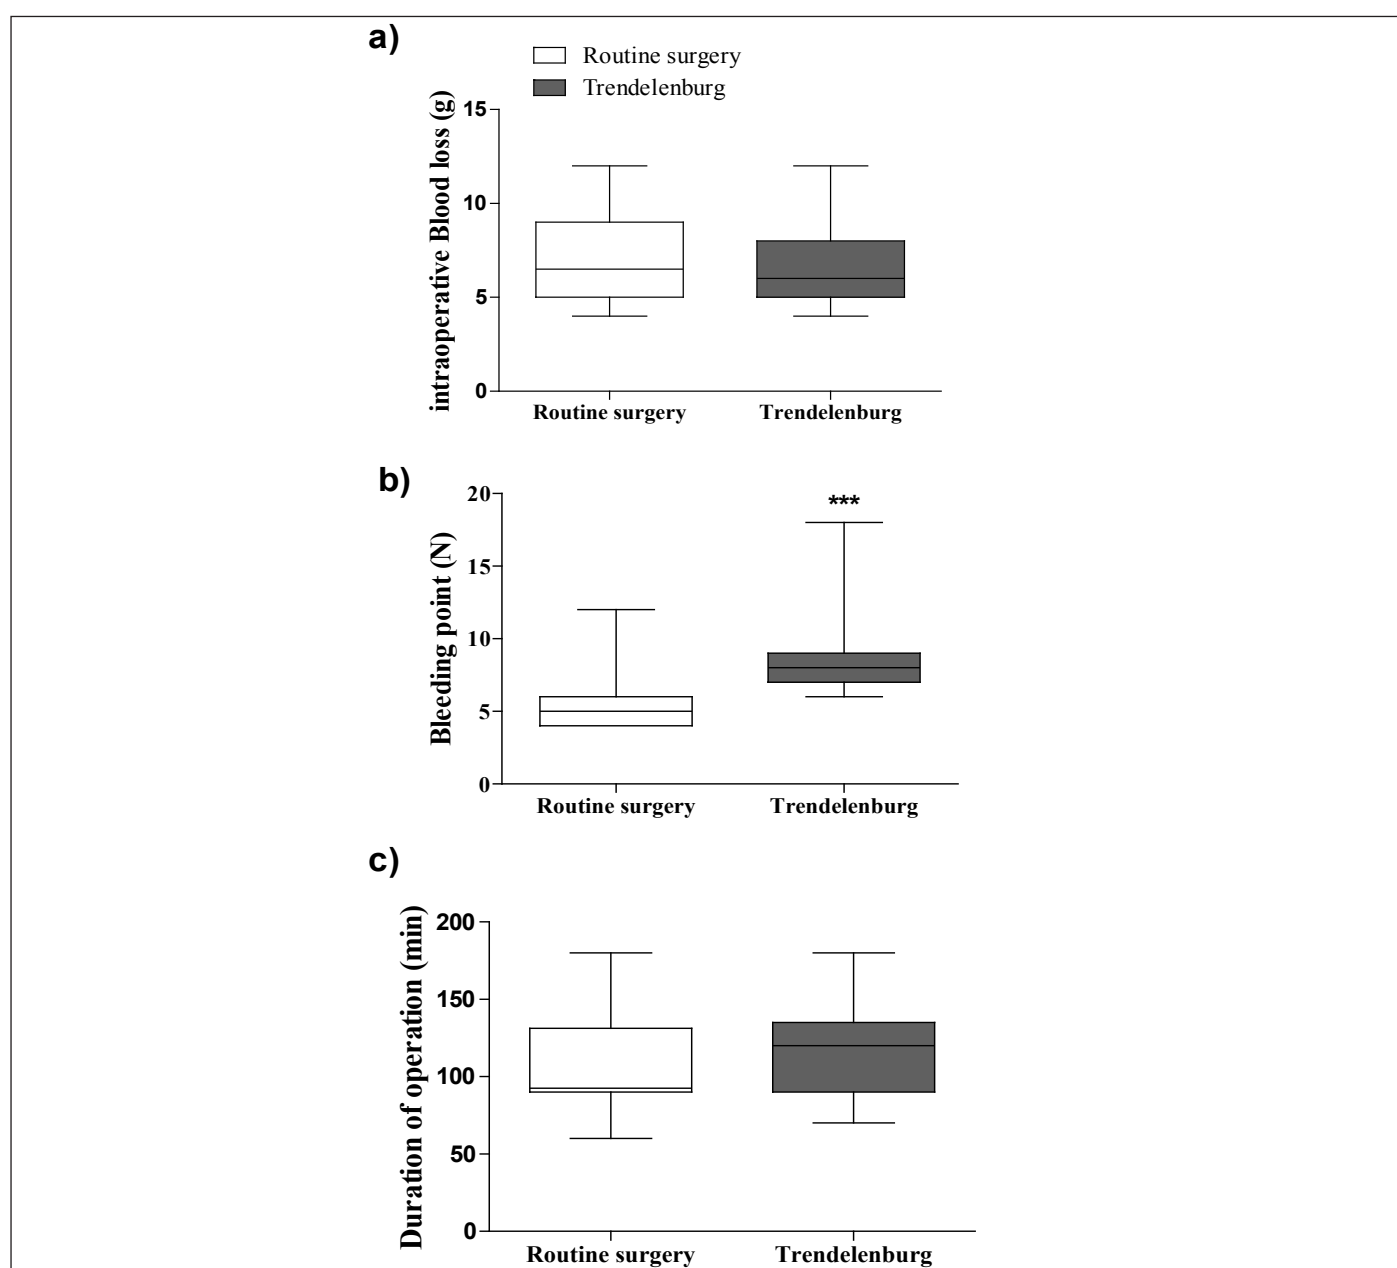 a)
Routine surgery
Trendelenburg
intraoperative Blood loss (g)
15
10
5
0
Routine surgery
Trendelenburg
b)
Bleeding point (N)
20
15
10
5
0
***
Routine surgery
Trendelenburg
c)
Duration of operation (min)
200
150
100
50
0
Routine surgery
Trendelenburg